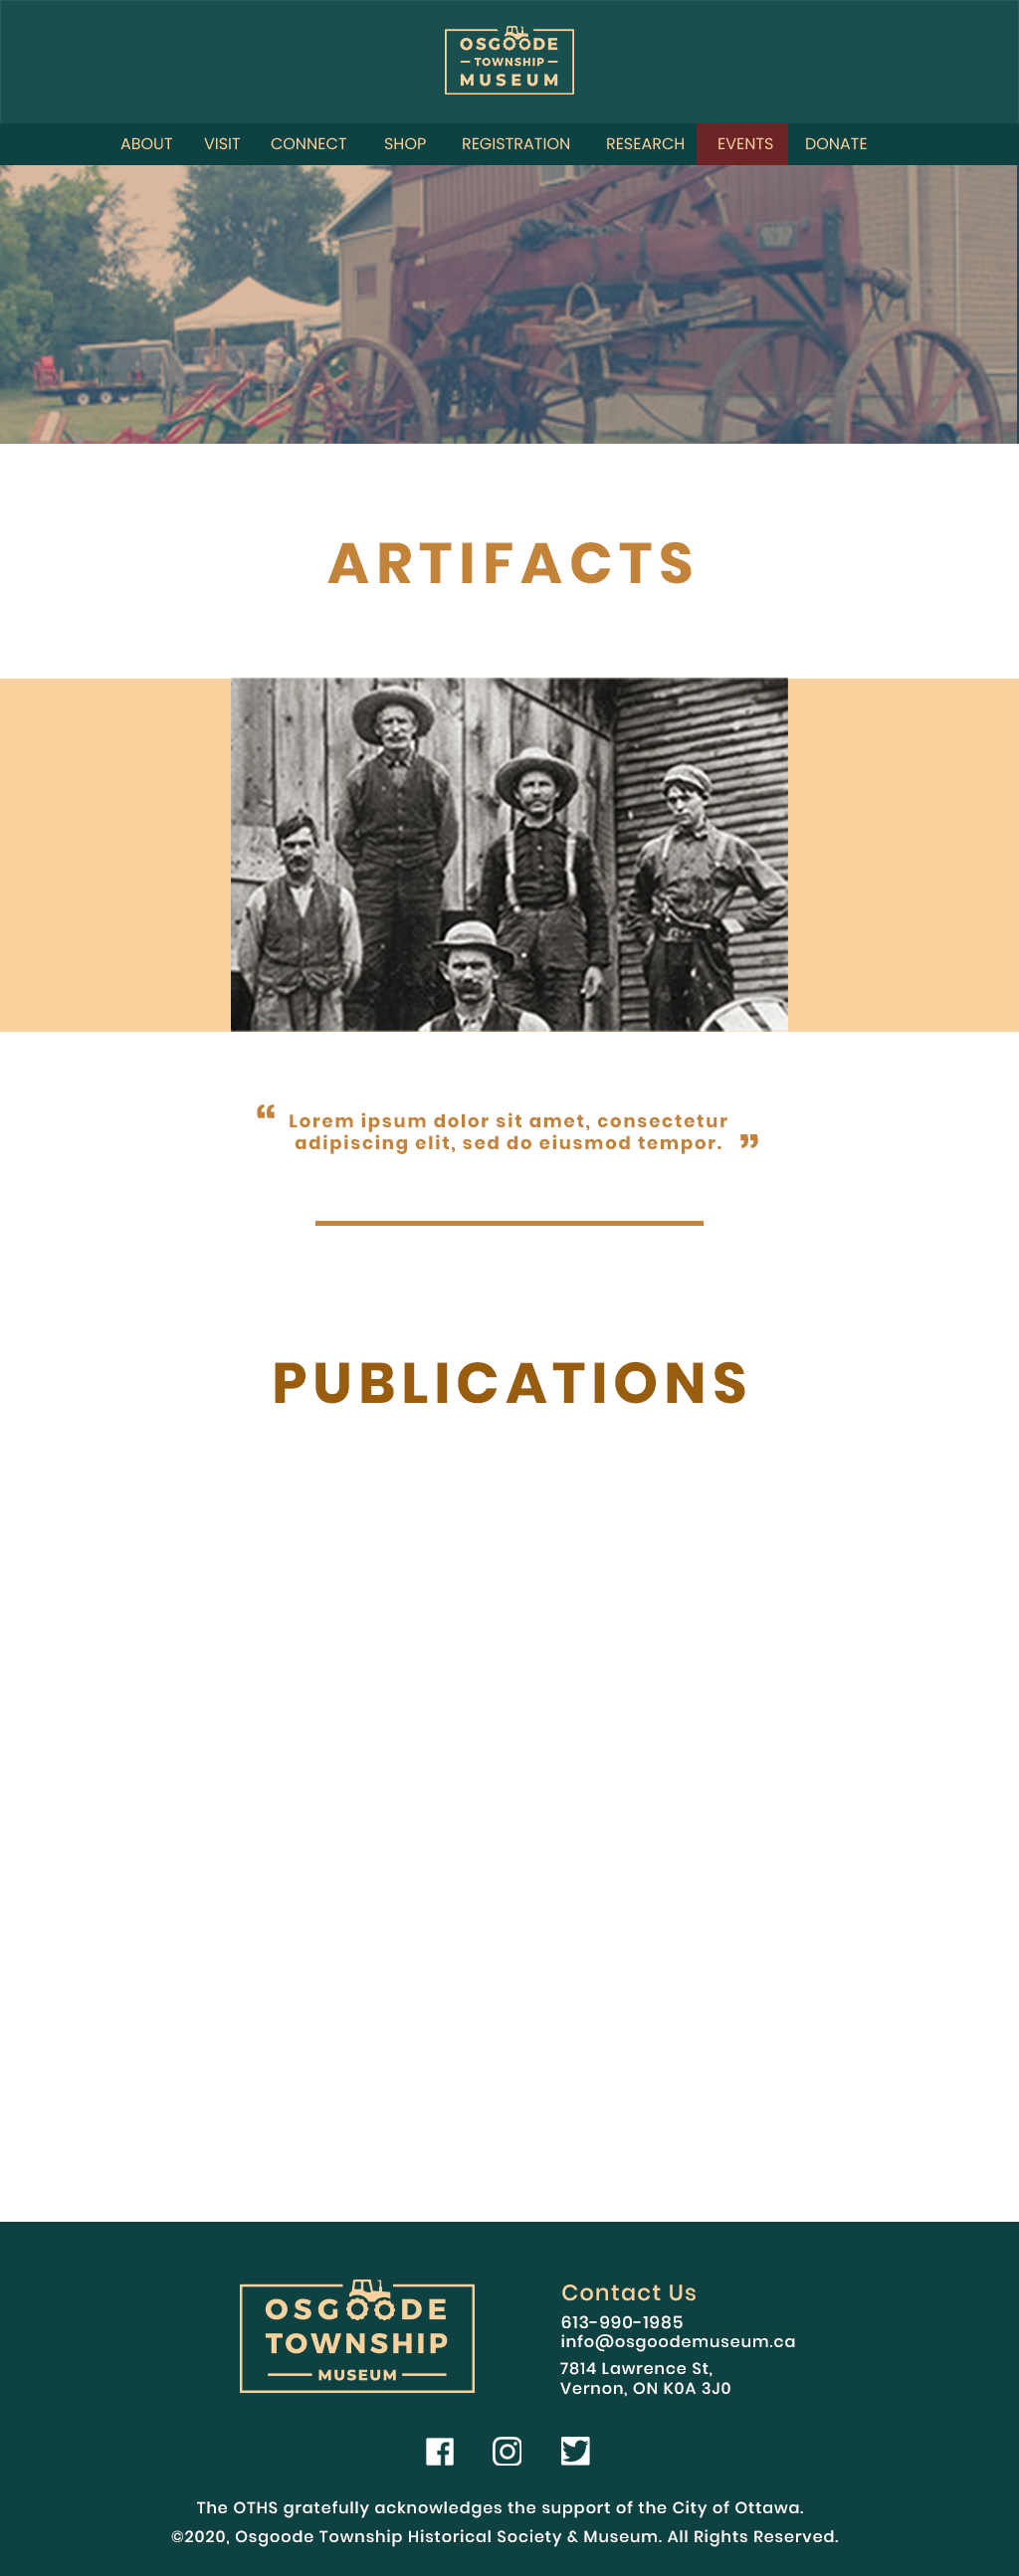 OSGOODE
TOWNSHIP
MUSEUM
ABOUT VISIT CONNECT SHOP REGISTRATION RESEARCH EVENTS DONATE
ARTIFACTS
“ Lorem ipsum dolor sit amet, consectetur
adipiscing elit, sed do eiusmod tempor. ”
PUBLICATIONS
OSGOODE
TOWNSHIP
MUSEUM
Contact Us
613-990-1985
info@osgoodemuseum.ca
7814 Lawrence St,
Vernon, ON K0A 3J0
The OTHS gratefully acknowledges the support of the City of Ottawa.
©2020, Osgoode Township Historical Society & Museum. All Rights Reserved.